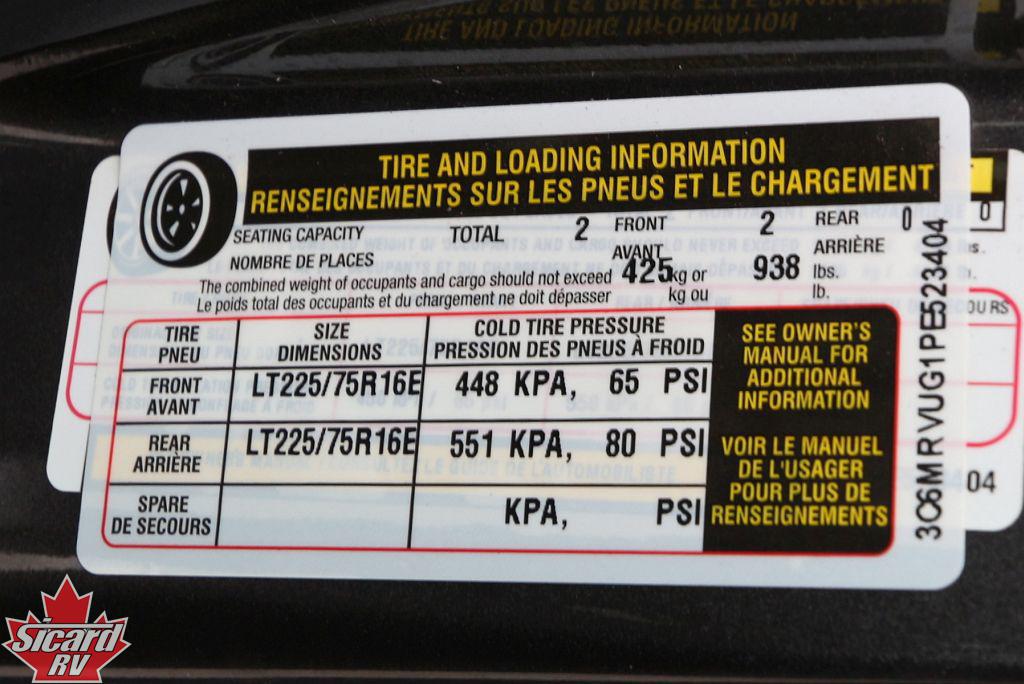 TIRE AND LOADING INFORMATION
RENSEIGNEMENTS SUR LES PNEUS ET LE CHARGEMENT
SEATING CAPACITY TOTAL 2 FRONT 2 REAR 0
NOMBRE DE PLACES AVANT ARRIÈRE
The combined weight of occupants and cargo should not exceed 425 kg or 938 lbs.
Le poids total des occupants et du chargement ne doit dépasser kg ou lb.
TIRE SIZE COLD TIRE PRESSURE
PNEU DIMENSIONS PRESSION DES PNEUS À FROID
FRONT LT225/75R16E 448 KPA, 65 PSI
AVANT
REAR LT225/75R16E 551 KPA, 80 PSI
ARRIÈRE
SPARE KPA, PSI
DE SECOURS
SEE OWNER'S
MANUAL FOR
ADDITIONAL
INFORMATION
VOIR LE MANUEL
DE L'USAGER
POUR PLUS DE
RENSEIGNEMENTS
3C6MRVUG1PE523404
0
OURS
04
Sicard
RV